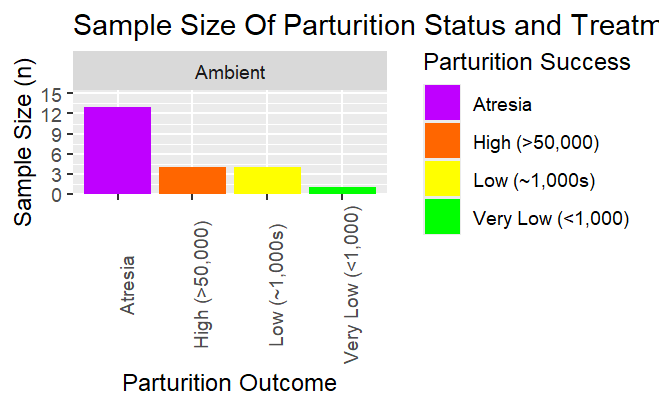 Sample Size Of Parturition Status and Treatm
Parturition Success
Atresia
High (>50,000)
Low (~1,000s)
Very Low (<1,000)
Ambient
Sample Size (n)
15
12
9
6
3
0
Atresia
High (>50,000)
Low (~1,000s)
Very Low (<1,000)
Parturition Outcome